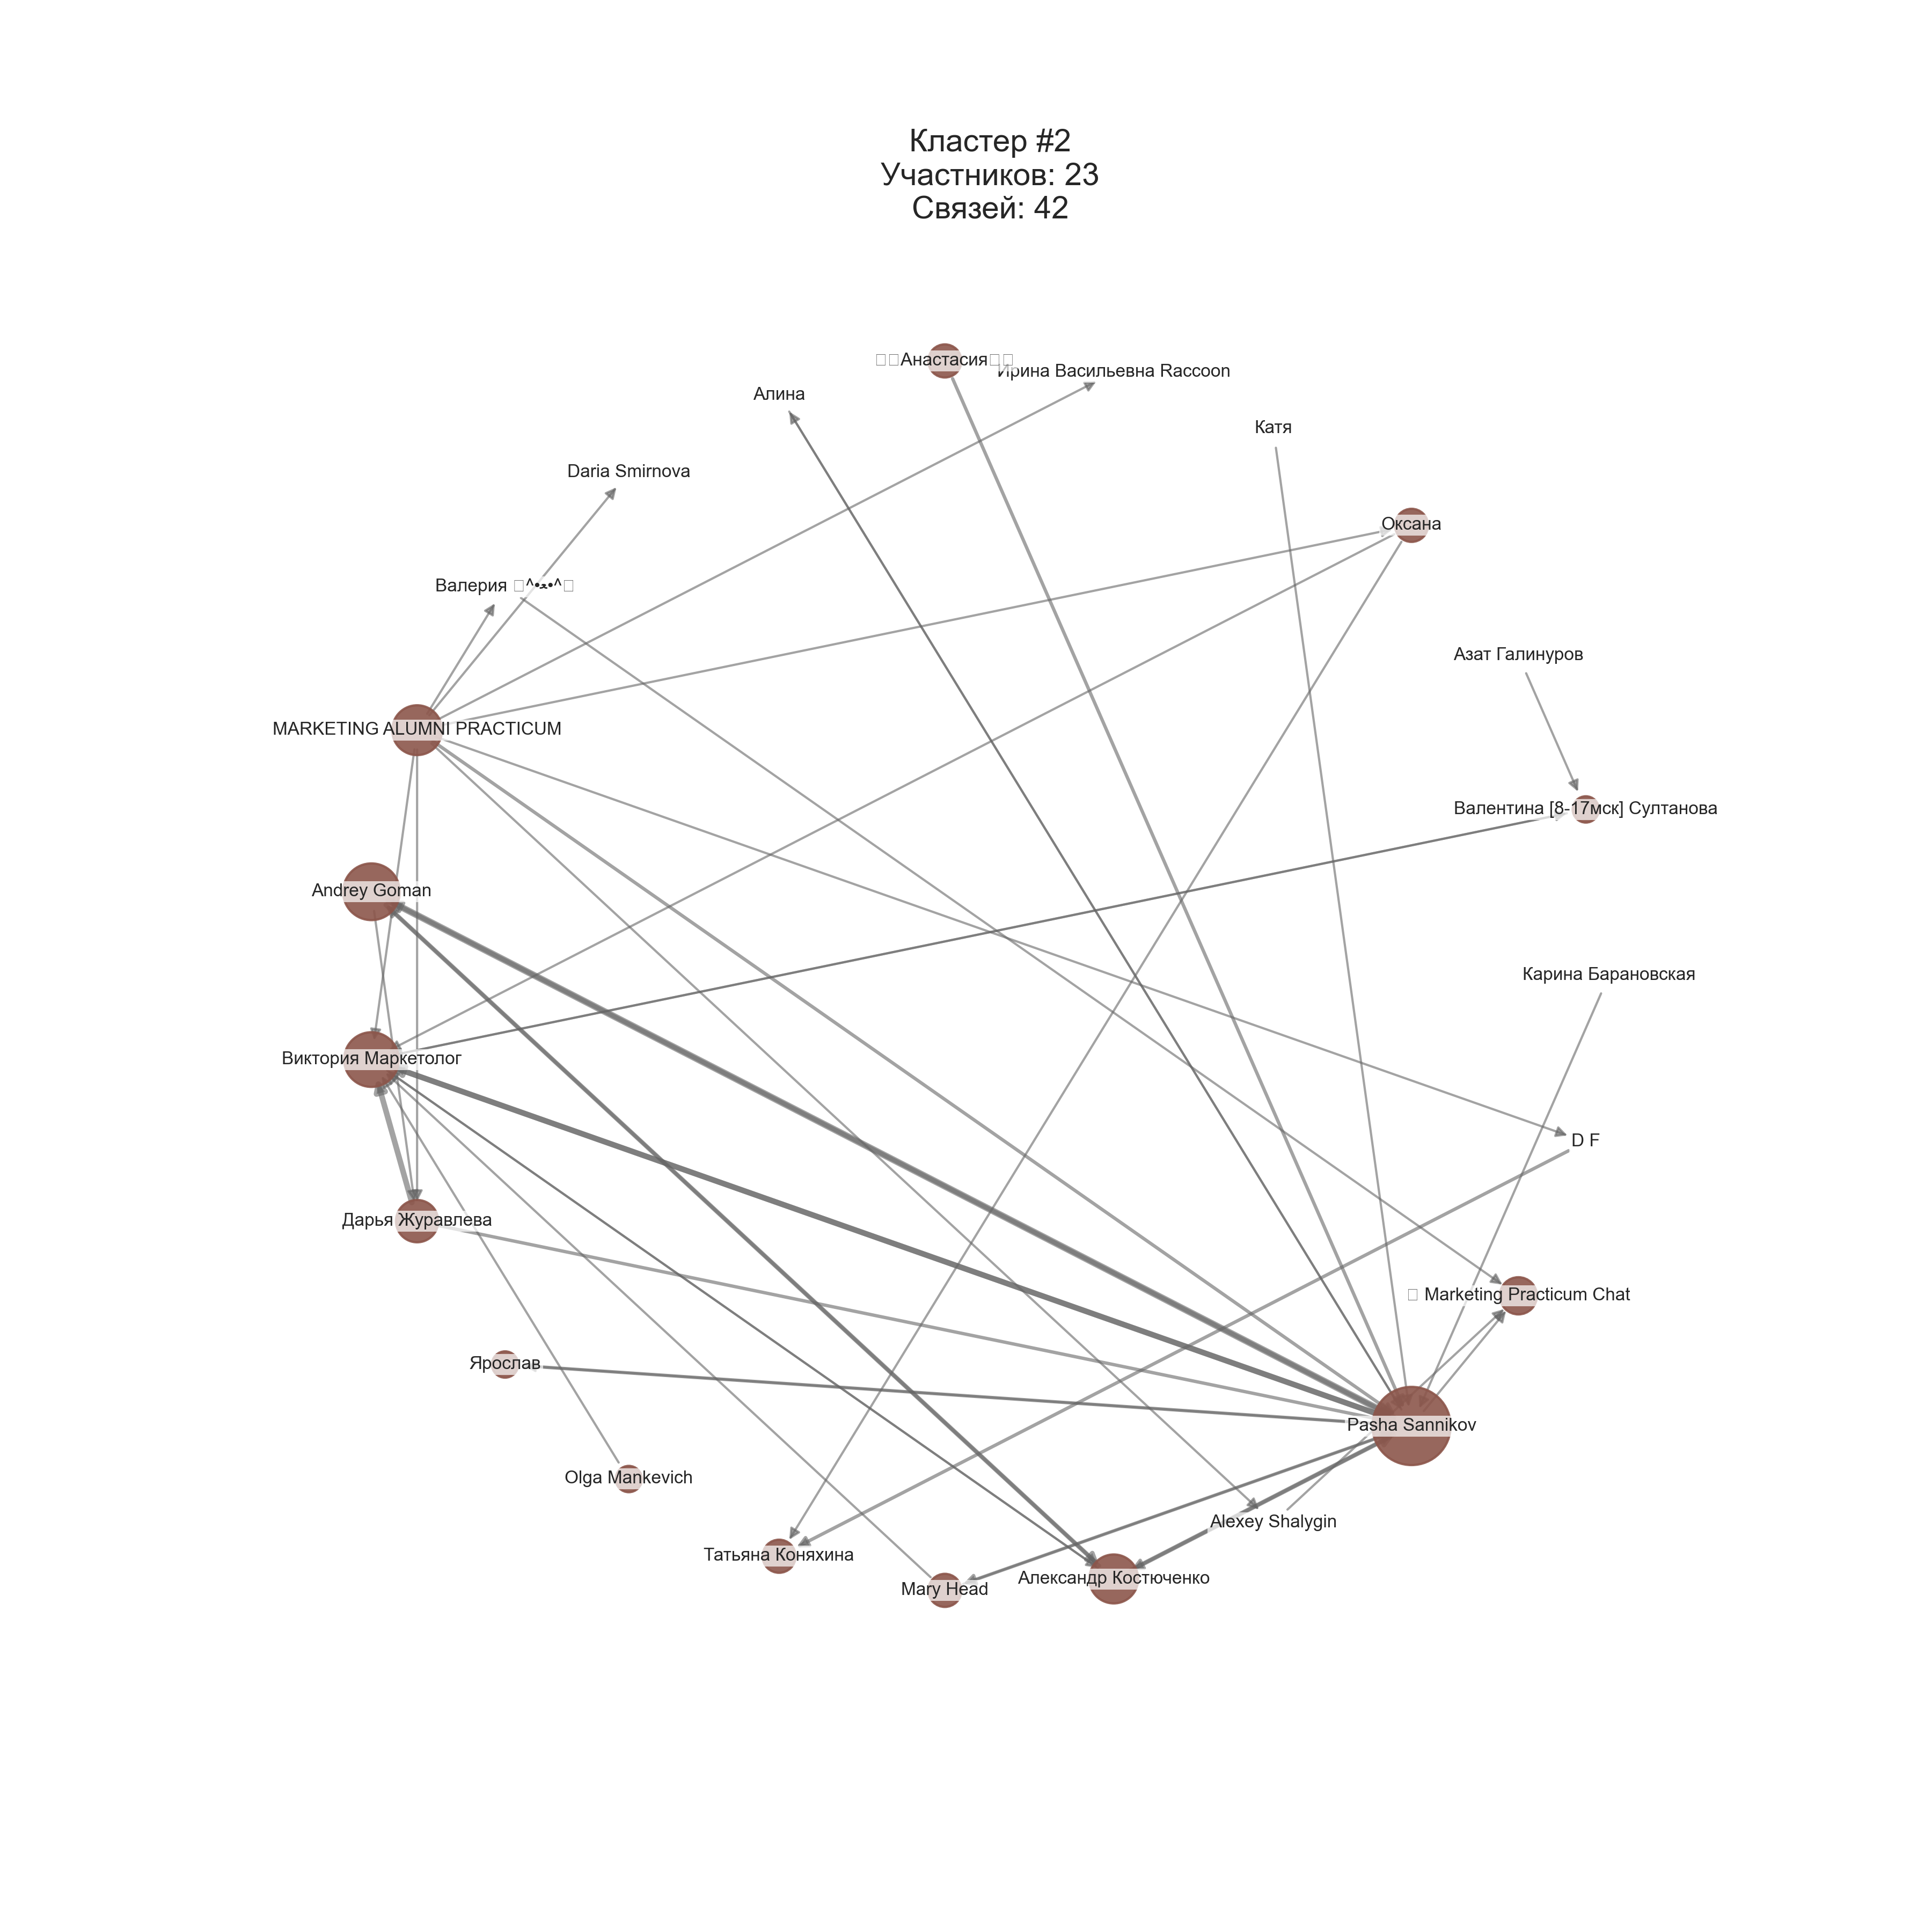 Кластер #2
Участников: 23
Связей: 42
Анастасия
Ирина Васильевна Raccoon
Алина
Катя
Daria Smirnova
Оксана
Валерия ^•ﻌ•^
Азат Галинуров
MARKETING ALUMNI PRACTICUM
Валентина [8-17мск] Султанова
Andrey Goman
Карина Барановская
Виктория Маркетолог
D F
Дарья Журавлева
Marketing Practicum Chat
Ярослав
Pasha Sannikov
Olga Mankevich
Alexey Shalygin
Татьяна Коняхина
Александр Костюченко
Mary Head